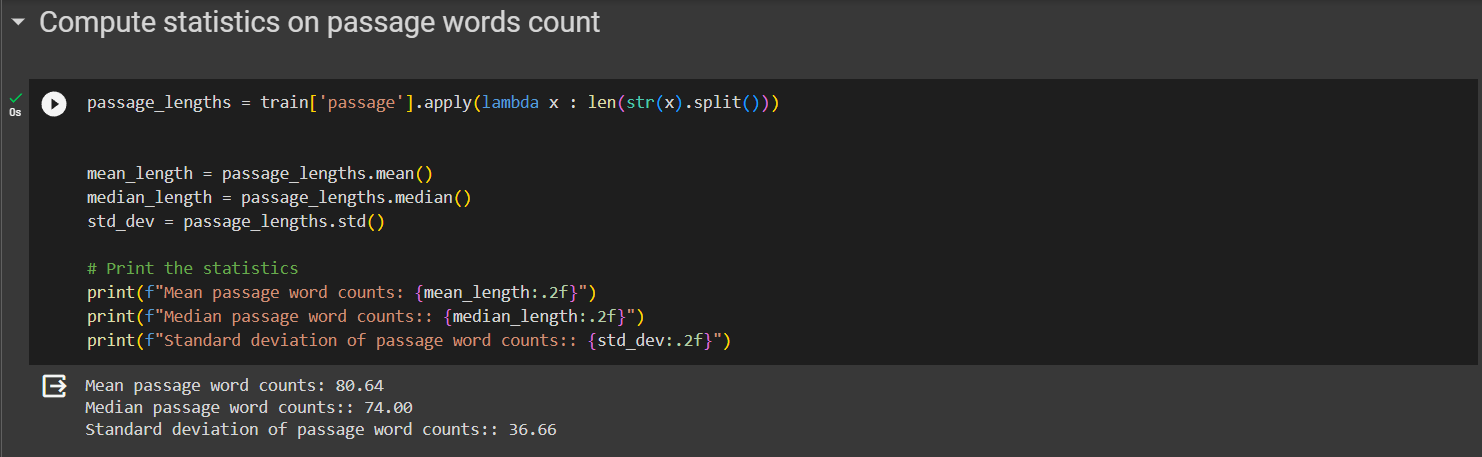 Compute statistics on passage words count
0s
passage_lengths = train['passage'].apply(lambda x : len(str(x).split()))
mean_length = passage_lengths.mean()
median_length = passage_lengths.median()
std_dev = passage_lengths.std()
# Print the statistics
print(f"Mean passage word counts: {mean_length:.2f}")
print(f"Median passage word counts:: {median_length:.2f}")
print(f"Standard deviation of passage word counts:: {std_dev:.2f}")
Mean passage word counts: 80.64
Median passage word counts:: 74.00
Standard deviation of passage word counts:: 36.66